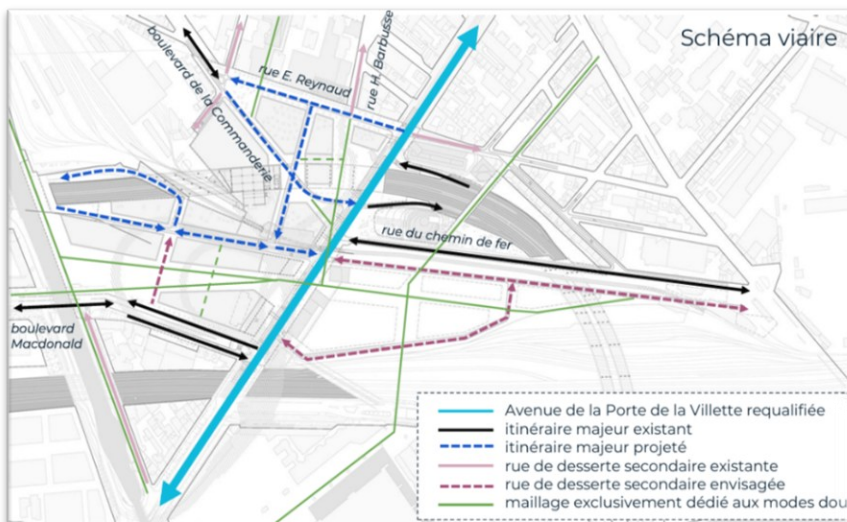 Schéma viaire
boulevard de la Commanderie
rue E. Reynaud
rue H. Barbusse
rue du chemin de fer
boulevard
Macdonald
Avenue de la Porte de la Villette requalifiée
itinéraire majeur existant
itinéraire majeur projeté
rue de desserte secondaire existante
rue de desserte secondaire envisagée
maillage exclusivement dédié aux modes dou